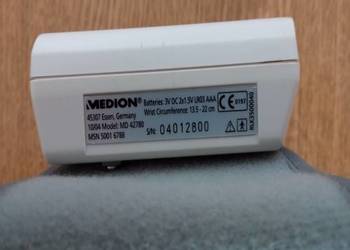 MEDION®
45307 Essen, Germany
10/04 Model: MD 42780
MSN 5001 6788
Batteries: 3V DC 2x1.5V LR03 AAA
Wrist Circumference: 13.5 - 22 cm
S/N: 04012800
CE 0197